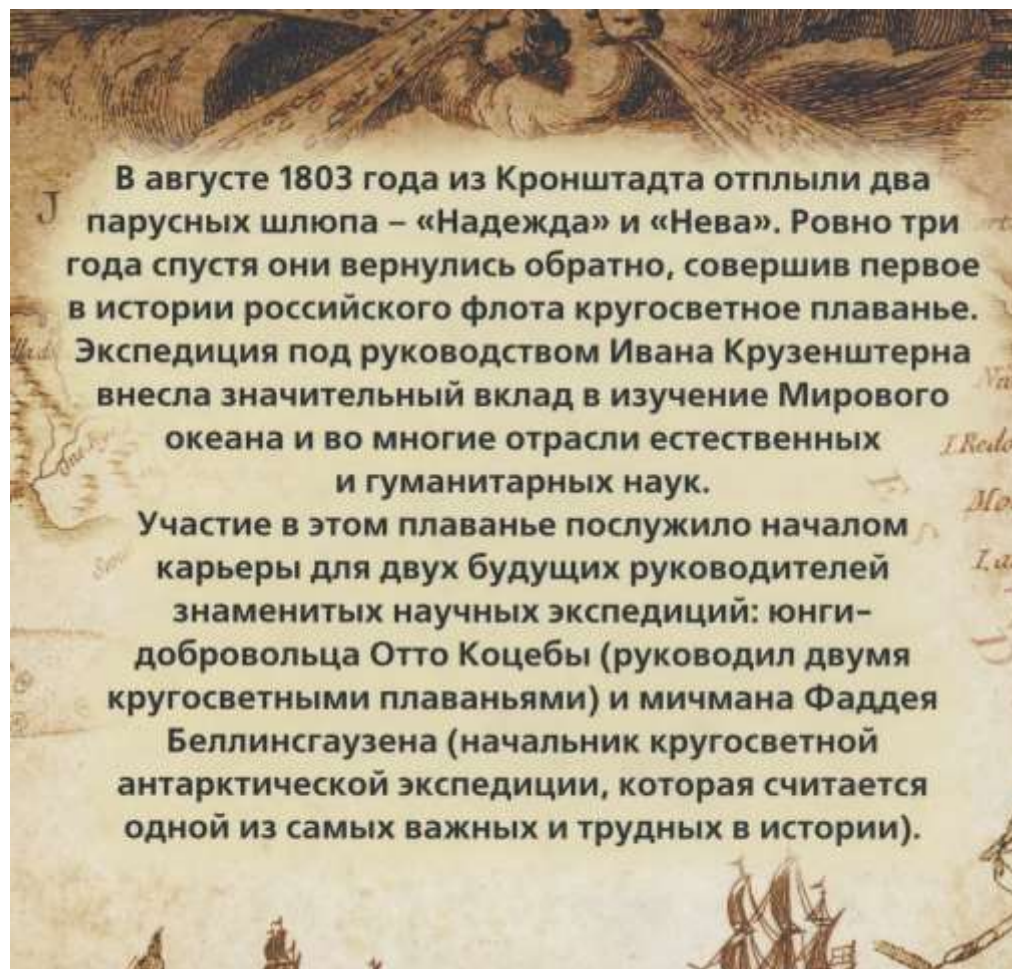 В августе 1803 года из Кронштадта отплыли два
парусных шлюпа – «Надежда» и «Нева». Ровно три
года спустя они вернулись обратно, совершив первое
в истории российского флота кругосветное плаванье.
Экспедиция под руководством Ивана Крузенштерна
внесла значительный вклад в изучение Мирового
океана и во многие отрасли естественных
и гуманитарных наук.
Участие в этом плаванье послужило началом
карьеры для двух будущих руководителей
знаменитых научных экспедиций: юнги-
добровольца Отто Коцебы (руководил двумя
кругосветными плаваньями) и мичмана Фаддея
Беллинсгаузена (начальник кругосветной
антарктической экспедиции, которая считается
одной из самых важных и трудных в истории).